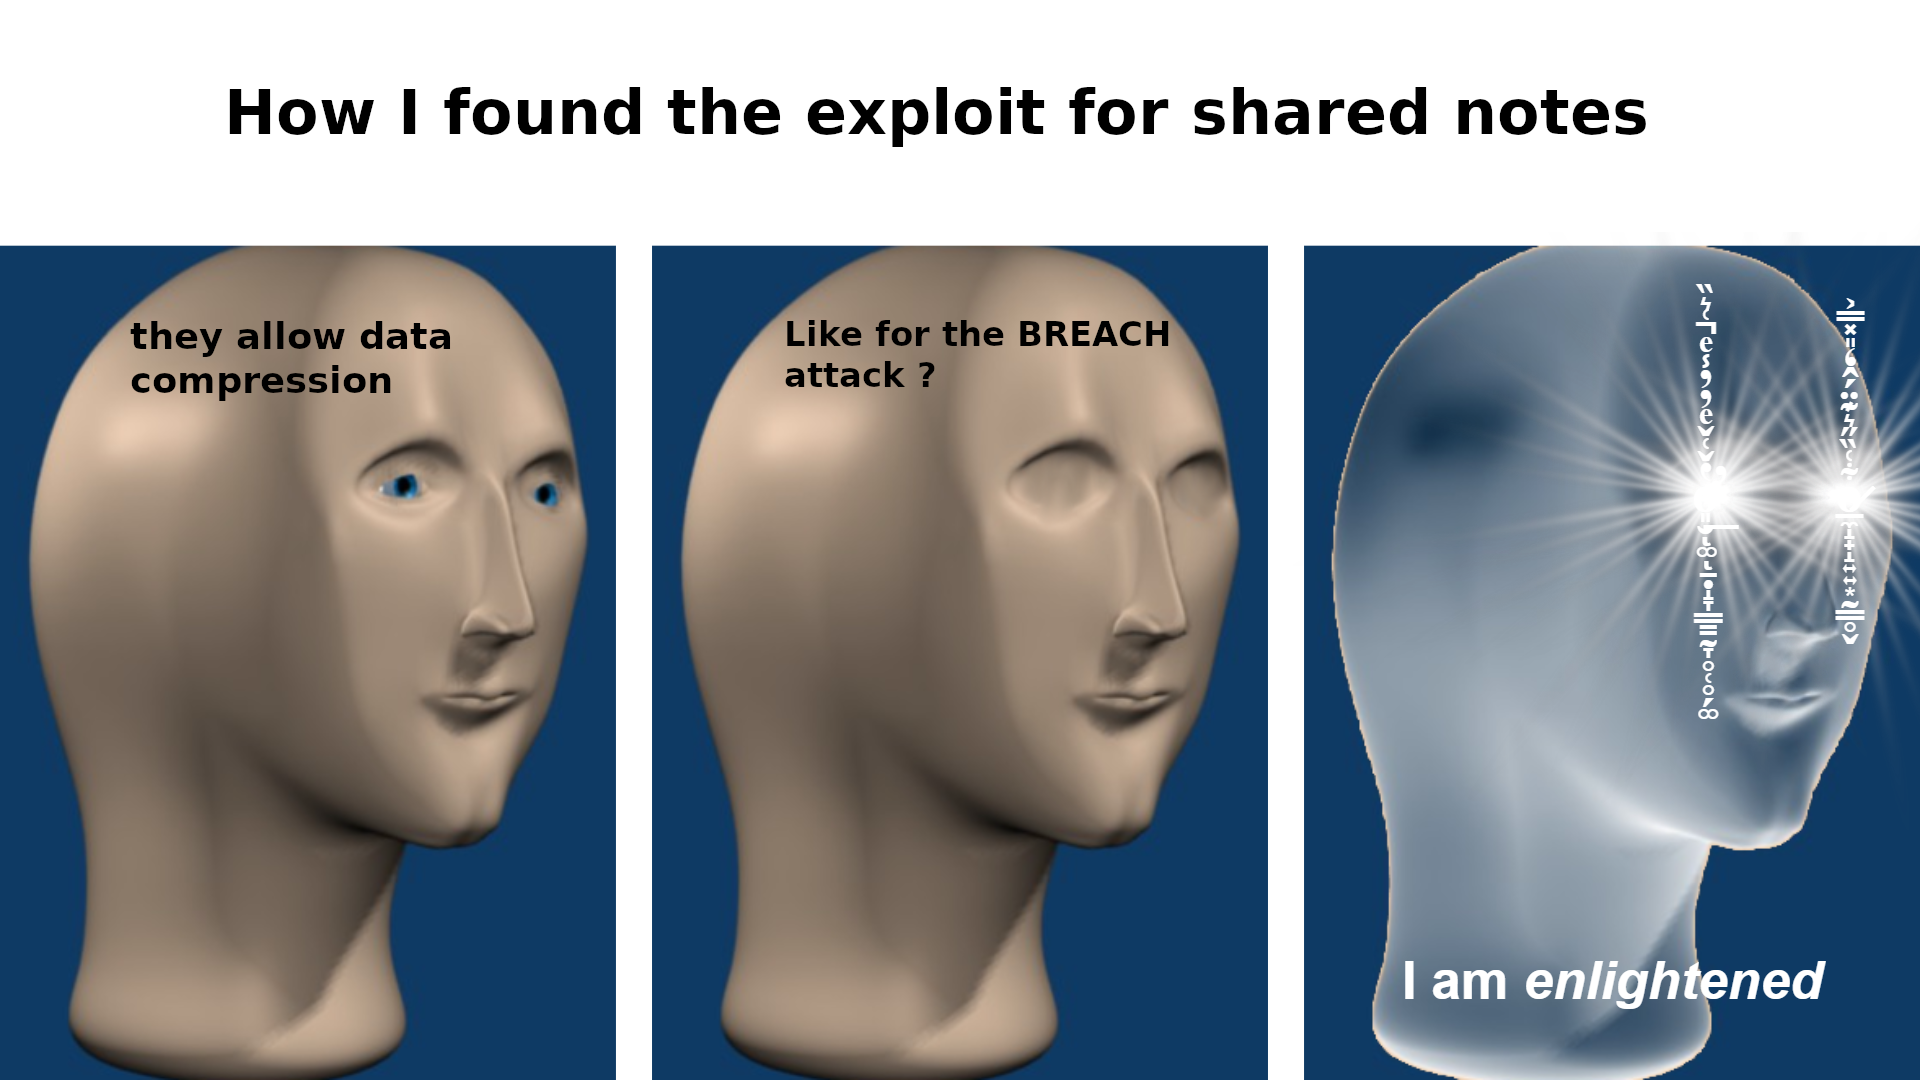 How I found the exploit for shared notes
they allow data
compression
Like for the BREACH
attack ?
I am enlightened